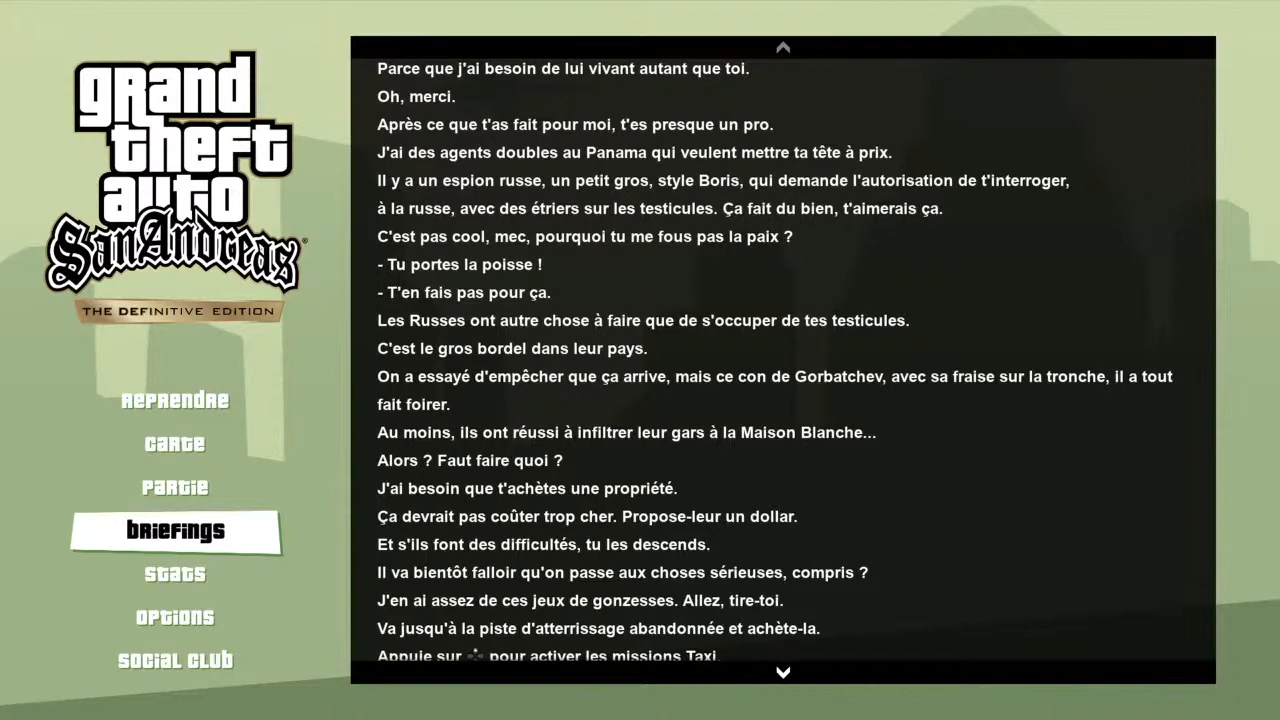 grand
theft
auto
San Andreas
THE DEFINITIVE EDITION
REPRENDRE
CARTE
PARTIE
BRIEFINGS
STATS
OPTIONS
SOCIAL CLUB
Parce que j'ai besoin de lui vivant autant que toi.
Oh, merci.
Après ce que t'as fait pour moi, t'es presque un pro.
J'ai des agents doubles au Panama qui veulent mettre ta tête à prix.
Il y a un espion russe, un petit gros, style Boris, qui demande l'autorisation de t'interroger,
à la russe, avec des étriers sur les testicules. Ça fait du bien, t'aimerais ça.
C'est pas cool, mec, pourquoi tu me fous pas la paix ?
- Tu portes la poisse !
- T'en fais pas pour ça.
Les Russes ont autre chose à faire que de s'occuper de tes testicules.
C'est le gros bordel dans leur pays.
On a essayé d'empêcher que ça arrive, mais ce con de Gorbatchev, avec sa fraise sur la tronche, il a tout
fait foirer.
Au moins, ils ont réussi à infiltrer leur gars à la Maison Blanche...
Alors ? Faut faire quoi ?
J'ai besoin que t'achètes une propriété.
Ça devrait pas coûter trop cher. Propose-leur un dollar.
Et s'ils font des difficultés, tu les descends.
Il va bientôt falloir qu'on passe aux choses sérieuses, compris ?
J'en ai assez de ces jeux de gonzesses. Allez, tire-toi.
Va jusqu'à la piste d'atterrissage abandonnée et achète-la.
Appuie sur pour activer les missions Taxi.